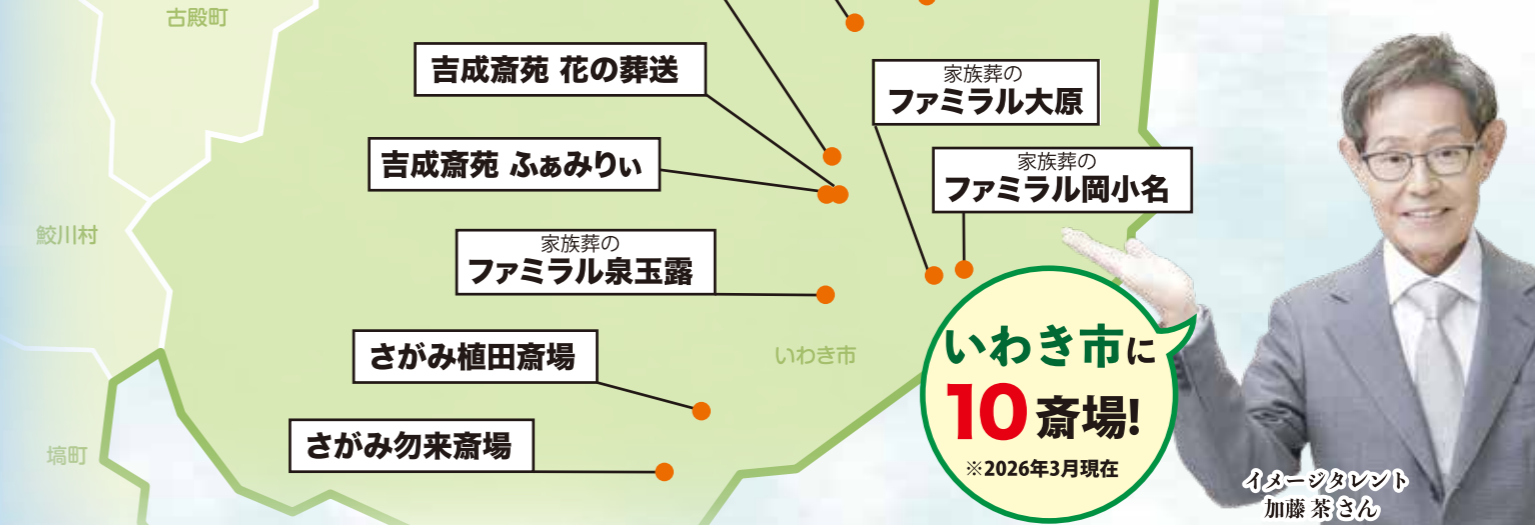 古殿町
吉成斎苑 花の葬送
家族葬の
ファミラル大原
吉成斎苑 ふぁみりぃ
家族葬の
ファミラル岡小名
鮫川村
家族葬の
ファミラル泉玉露
さがみ植田斎場
いわき市
いわき市に
10斎場!
※2026年3月現在
さがみ勿来斎場
塙町
イメージタレント
加藤 茶 さん